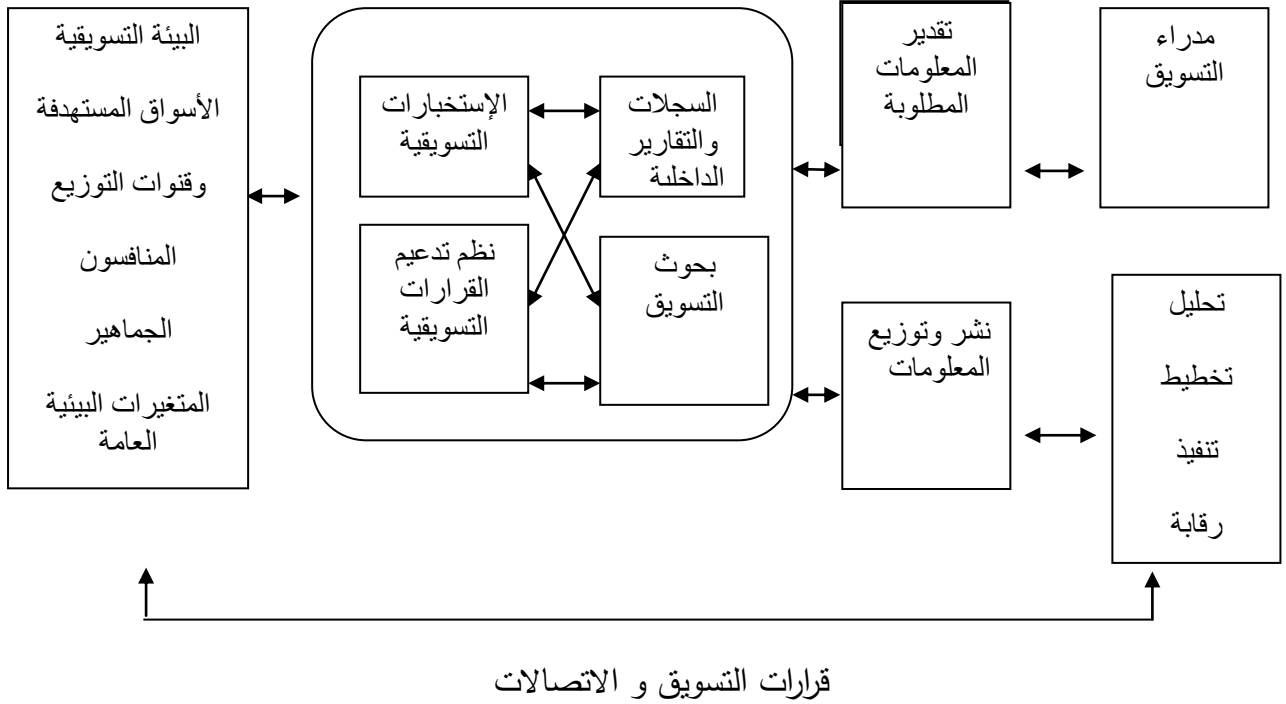 البيئة التسويقية
الأسواق المستهدفة
وقنوات التوزيع
المنافسون
الجماهير
المتغيرات البيئية
العامة
الإستخبارات
التسويقية
السجلات
والتقارير
الداخلية
نظم تدعيم
القرارات
التسويقية
بحوث
التسويق
تقدير
المعلومات
المطلوبة
مدراء
التسويق
نشر وتوزيع
المعلومات
تحليل
تخطيط
تنفيذ
رقابة
قرارات التسويق و الاتصالات